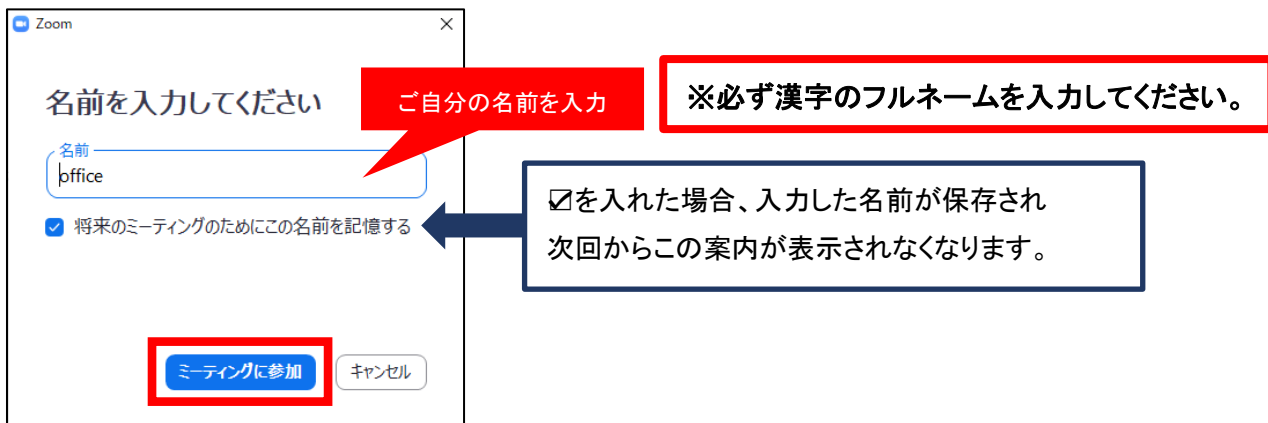 Zoom
名前を入力してください
ご自分の名前を入力
※必ず漢字のフルネームを入力してください。
名前
office
将来のミーティングのためにこの名前を記憶する
☑を入れた場合、入力した名前が保存され
次回からこの案内が表示されなくなります。
ミーティングに参加
キャンセル